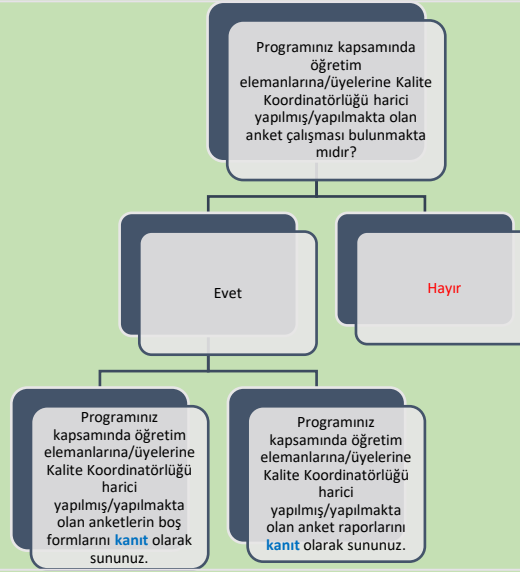 Programınız kapsamında
öğretim
elemanlarına/üyelerine Kalite
Koordinatörlüğü harici
yapılmış/yapılmakta olan
anket çalışması bulunmakta
mıdır?
Evet
Hayır
Programınız
kapsamında öğretim
elemanlarına/üyelerine
Kalite Koordinatörlüğü
harici
yapılmış/yapılmakta
olan anketlerin boş
formlarını kanıt olarak
sununuz.
Programınız
kapsamında öğretim
elemanlarına/üyelerine
Kalite Koordinatörlüğü
harici
yapılmış/yapılmakta
olan anket raporlarını
kanıt olarak sununuz.